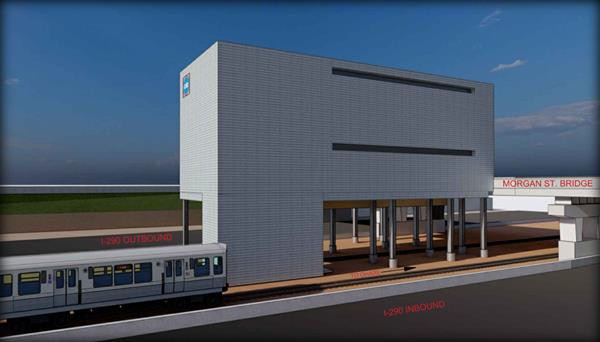 MORGAN ST. BRIDGE
I-290 OUTBOUND
I-290 INBOUND